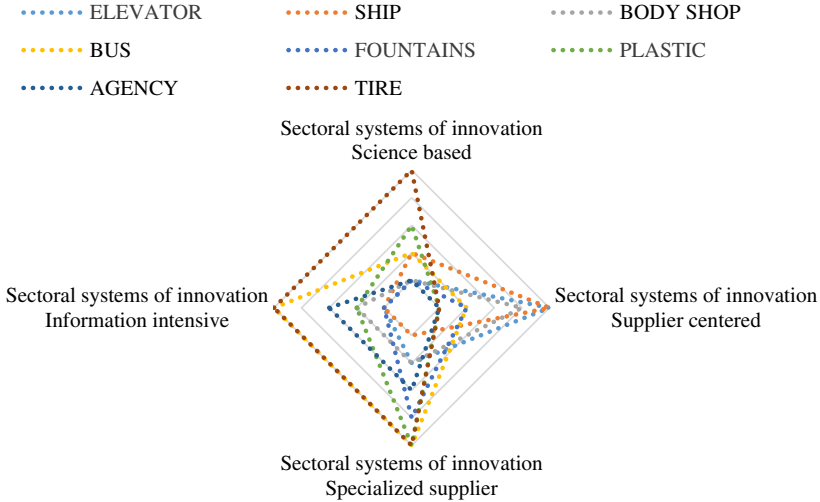 ELEVATOR SHIP BODY SHOP
BUS FOUNTAINS PLASTIC
AGENCY TIRE
Sectoral systems of innovation
Science based
Sectoral systems of innovation
Information intensive
Sectoral systems of innovation
Supplier centered
Sectoral systems of innovation
Specialized supplier